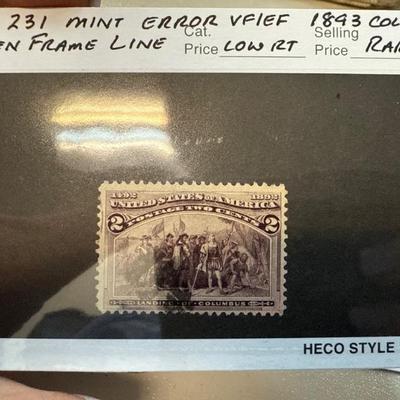 231 MINT ERROR VF/EF 1893 COL
EN FRAME LINE Cat. Price LOW RT Selling Price RAR
1492 1892
UNITED STATES OF AMERICA
2 POSTAGE TWO CENTS 2
LANDING OF COLUMBUS
HECO STYLE